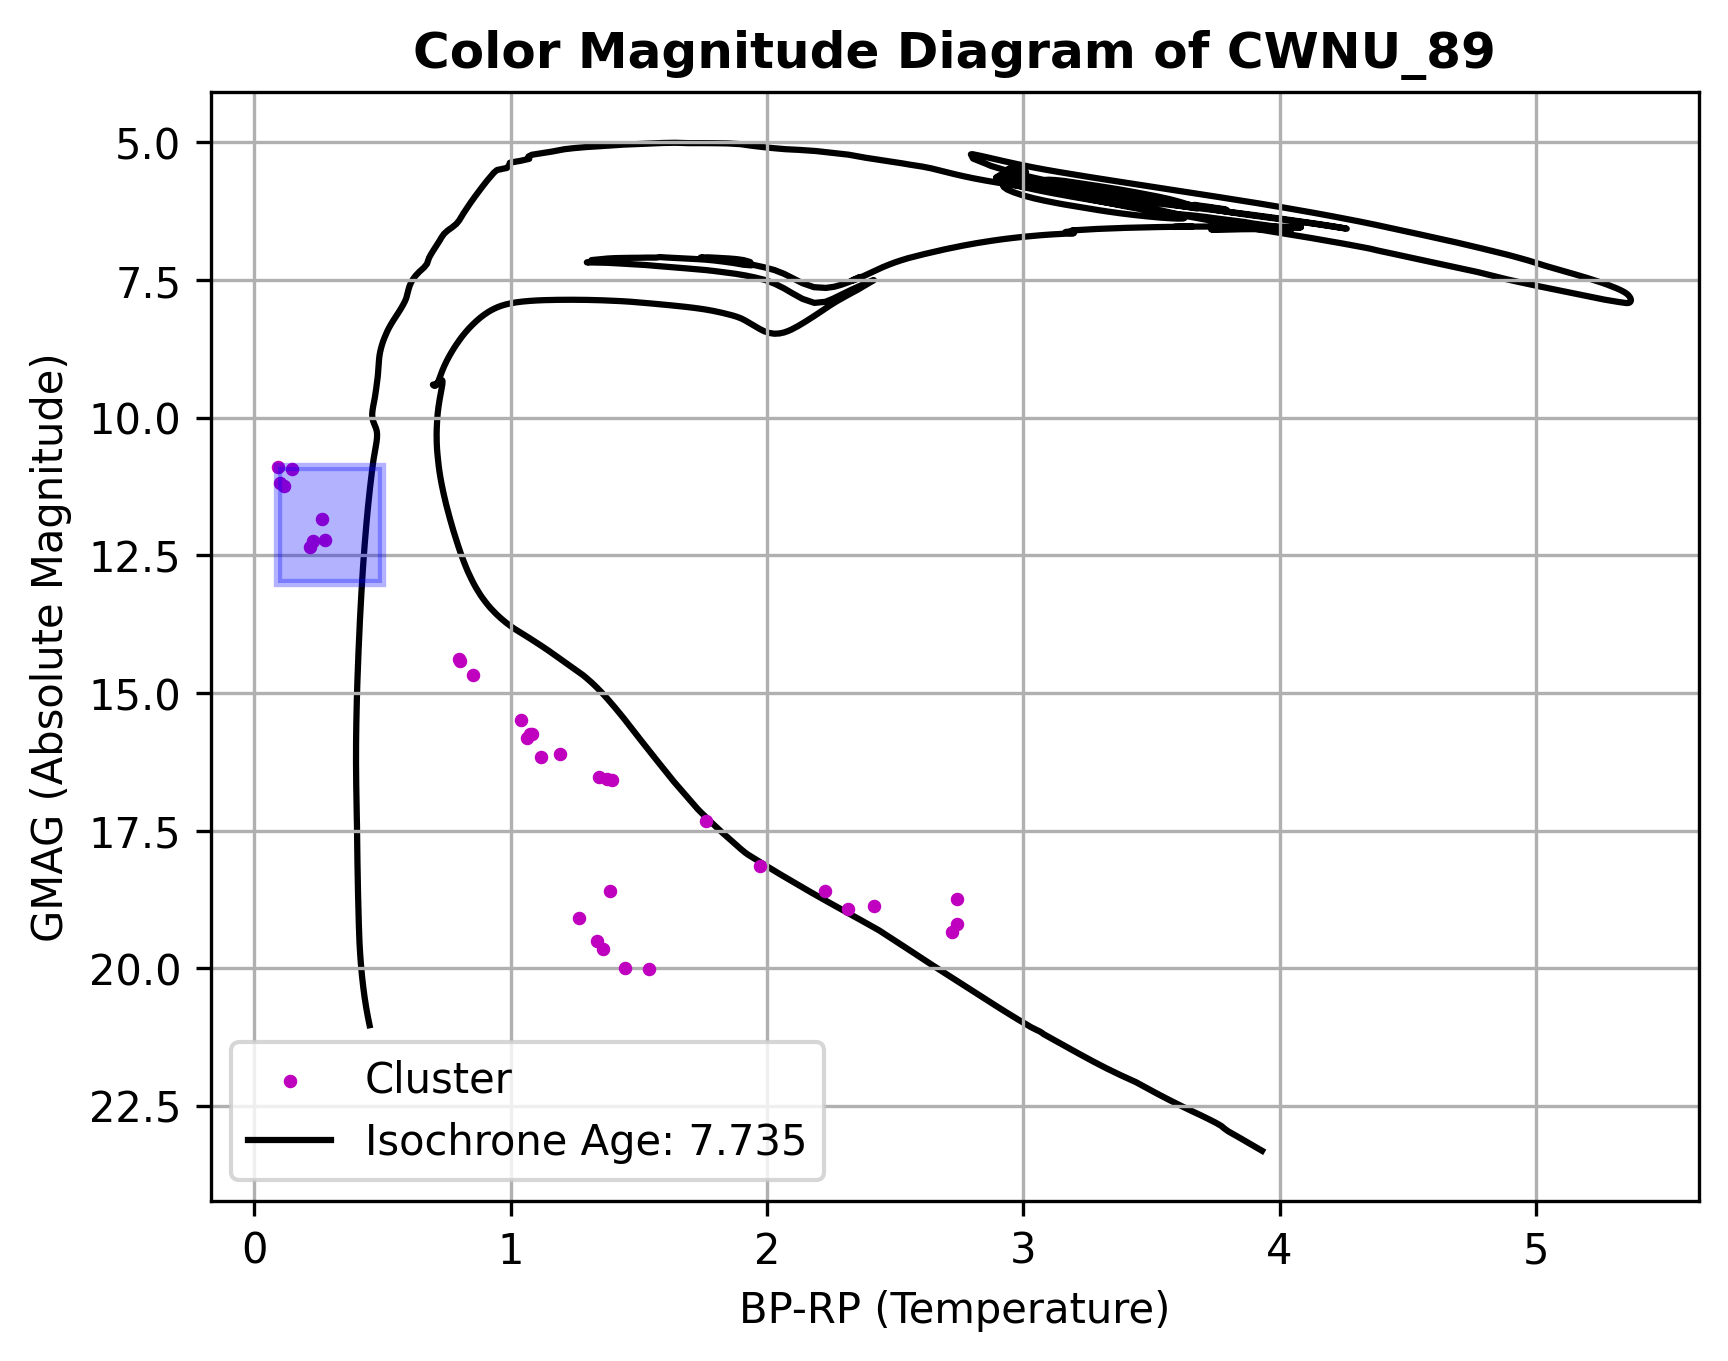 Color Magnitude Diagram of CWNU_89
GMAG (Absolute Magnitude)
5.0
7.5
10.0
12.5
15.0
17.5
20.0
22.5
Cluster
Isochrone Age: 7.735
0 1 2 3 4 5
BP-RP (Temperature)